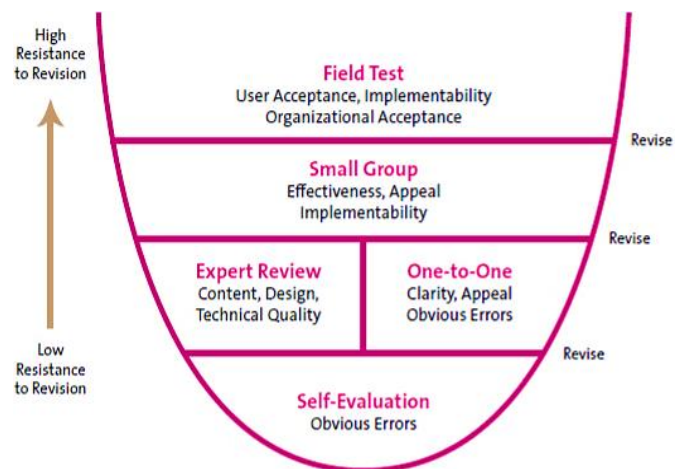 High
Resistance
to Revision
Field Test
User Acceptance, Implementability
Organizational Acceptance
Revise
Small Group
Effectiveness, Appeal
Implementability
Revise
Expert Review
Content, Design,
Technical Quality
One-to-One
Clarity, Appeal
Obvious Errors
Revise
Low
Resistance
to Revision
Self-Evaluation
Obvious Errors